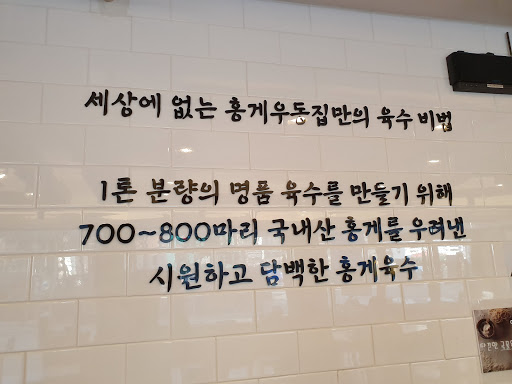 세상에 없는 홍게우동집만의 육수 비법
1톤 분량의 명품 육수를 만들기 위해
700~800마리 국내산 홍게를 우려낸
시원하고 담백한 홍게육수